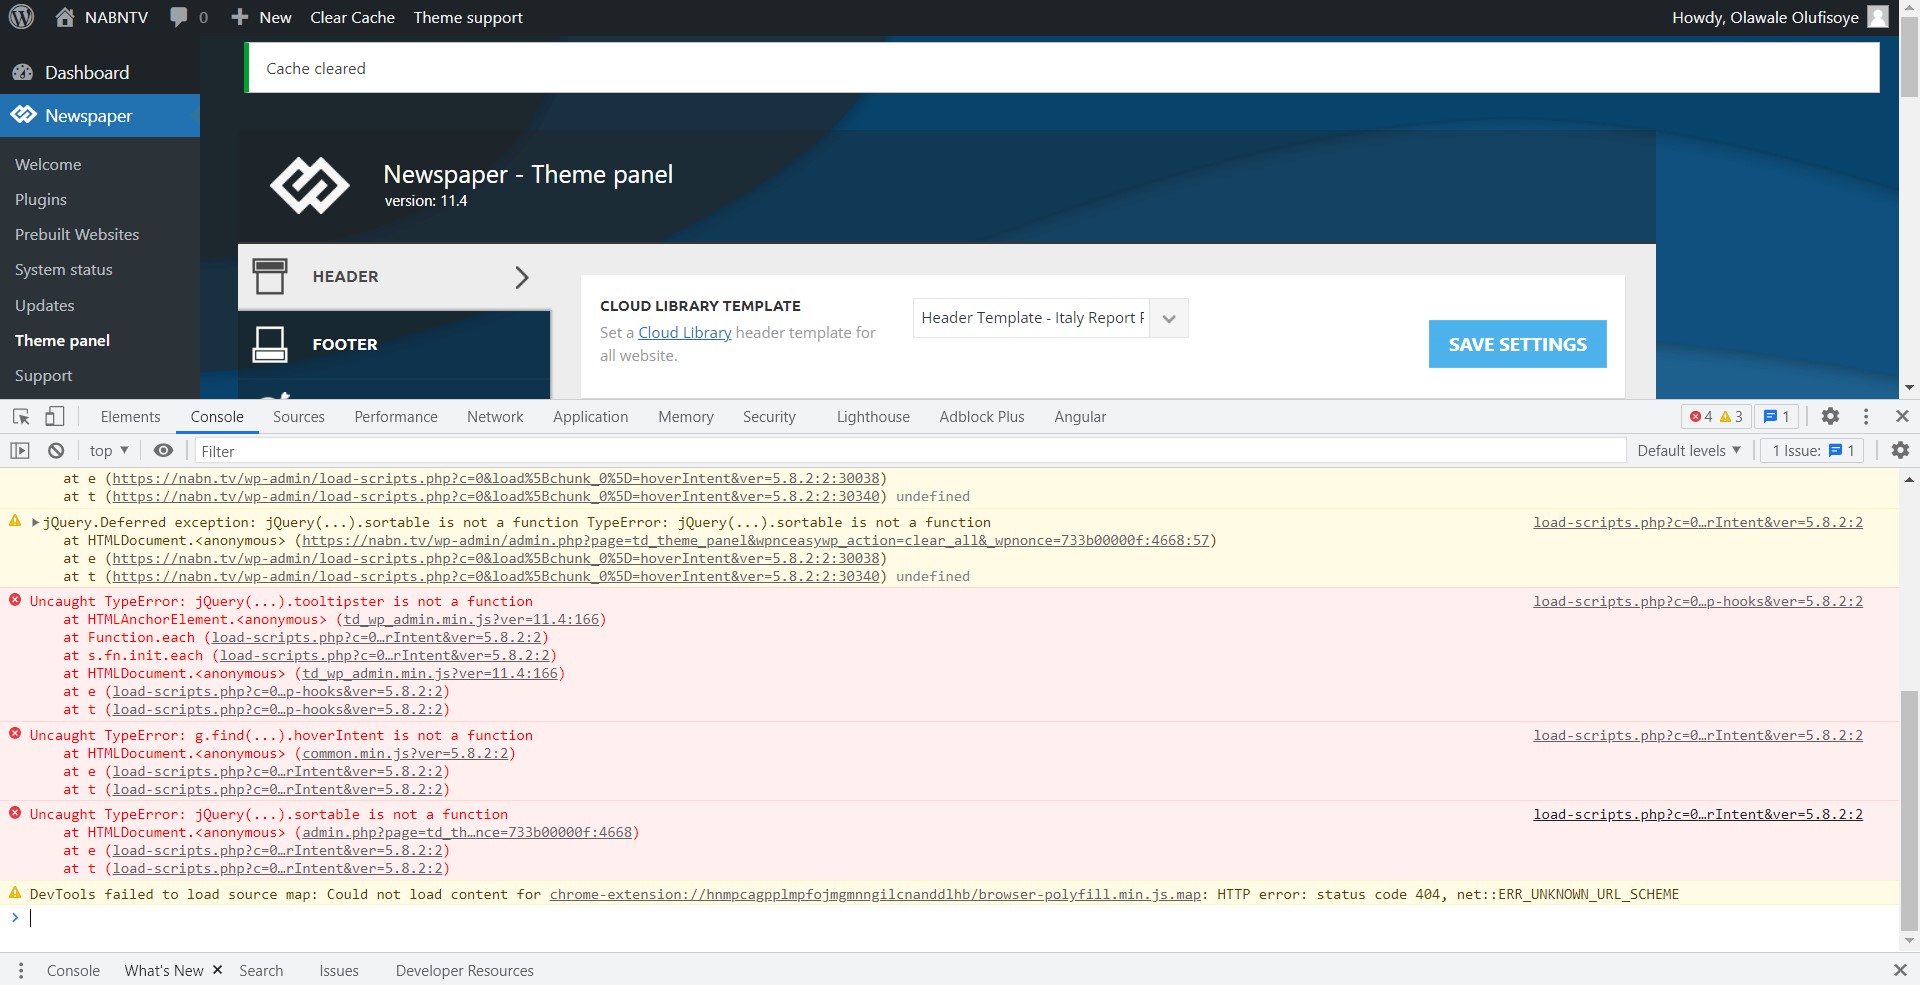 NABNTV 0 New Clear Cache Theme support Howdy, Olawale Olufisoye
Dashboard
Newspaper
Welcome
Plugins
Prebuilt Websites
System status
Updates
Theme panel
Support
Cache cleared
Newspaper - Theme panel
version: 11.4
HEADER
FOOTER
CLOUD LIBRARY TEMPLATE
Set a Cloud Library header template for
all website.
Header Template - Italy Report
SAVE SETTINGS
Elements Console Sources Performance Network Application Memory Security Lighthouse Adblock Plus Angular 4 3 1
top Filter Default levels 1 Issue: 1
at e (https://nabn.tv/wp-admin/load-scripts.php?c=0&load%5Bchunk_0%5D=hoverIntent&ver=5.8.2:2:30038)
at t (https://nabn.tv/wp-admin/load-scripts.php?c=0&load%5Bchunk_0%5D=hoverIntent&ver=5.8.2:2:30340) undefined
jQuery.Deferred exception: jQuery(...).sortable is not a function TypeError: jQuery(...).sortable is not a function load-scripts.php?c=0…rIntent&ver=5.8.2:2
at HTMLDocument.<anonymous> (https://nabn.tv/wp-admin/admin.php?page=td_theme_panel&wpnceasywp_action=clear_all&_wpnonce=733b00000f:4668:57)
at e (https://nabn.tv/wp-admin/load-scripts.php?c=0&load%5Bchunk_0%5D=hoverIntent&ver=5.8.2:2:30038)
at t (https://nabn.tv/wp-admin/load-scripts.php?c=0&load%5Bchunk_0%5D=hoverIntent&ver=5.8.2:2:30340) undefined
Uncaught TypeError: jQuery(...).tooltipster is not a function load-scripts.php?c=0…p-hooks&ver=5.8.2:2
at HTMLAnchorElement.<anonymous> (td_wp_admin.min.js?ver=11.4:166)
at Function.each (load-scripts.php?c=0…rIntent&ver=5.8.2:2)
at s.fn.init.each (load-scripts.php?c=0…rIntent&ver=5.8.2:2)
at HTMLDocument.<anonymous> (td_wp_admin.min.js?ver=11.4:166)
at e (load-scripts.php?c=0…p-hooks&ver=5.8.2:2)
at t (load-scripts.php?c=0…p-hooks&ver=5.8.2:2)
Uncaught TypeError: g.find(...).hoverIntent is not a function load-scripts.php?c=0…rIntent&ver=5.8.2:2
at HTMLDocument.<anonymous> (common.min.js?ver=5.8.2:2)
at e (load-scripts.php?c=0…rIntent&ver=5.8.2:2)
at t (load-scripts.php?c=0…rIntent&ver=5.8.2:2)
Uncaught TypeError: jQuery(...).sortable is not a function load-scripts.php?c=0…rIntent&ver=5.8.2:2
at HTMLDocument.<anonymous> (admin.php?page=td_th…nce=733b00000f:4668)
at e (load-scripts.php?c=0…rIntent&ver=5.8.2:2)
at t (load-scripts.php?c=0…rIntent&ver=5.8.2:2)
DevTools failed to load source map: Could not load content for chrome-extension://hnmpcagpplmpfojmgmnngilcnanddlhb/browser-polyfill.min.js.map: HTTP error: status code 404, net::ERR_UNKNOWN_URL_SCHEME
Console What's New Search Issues Developer Resources